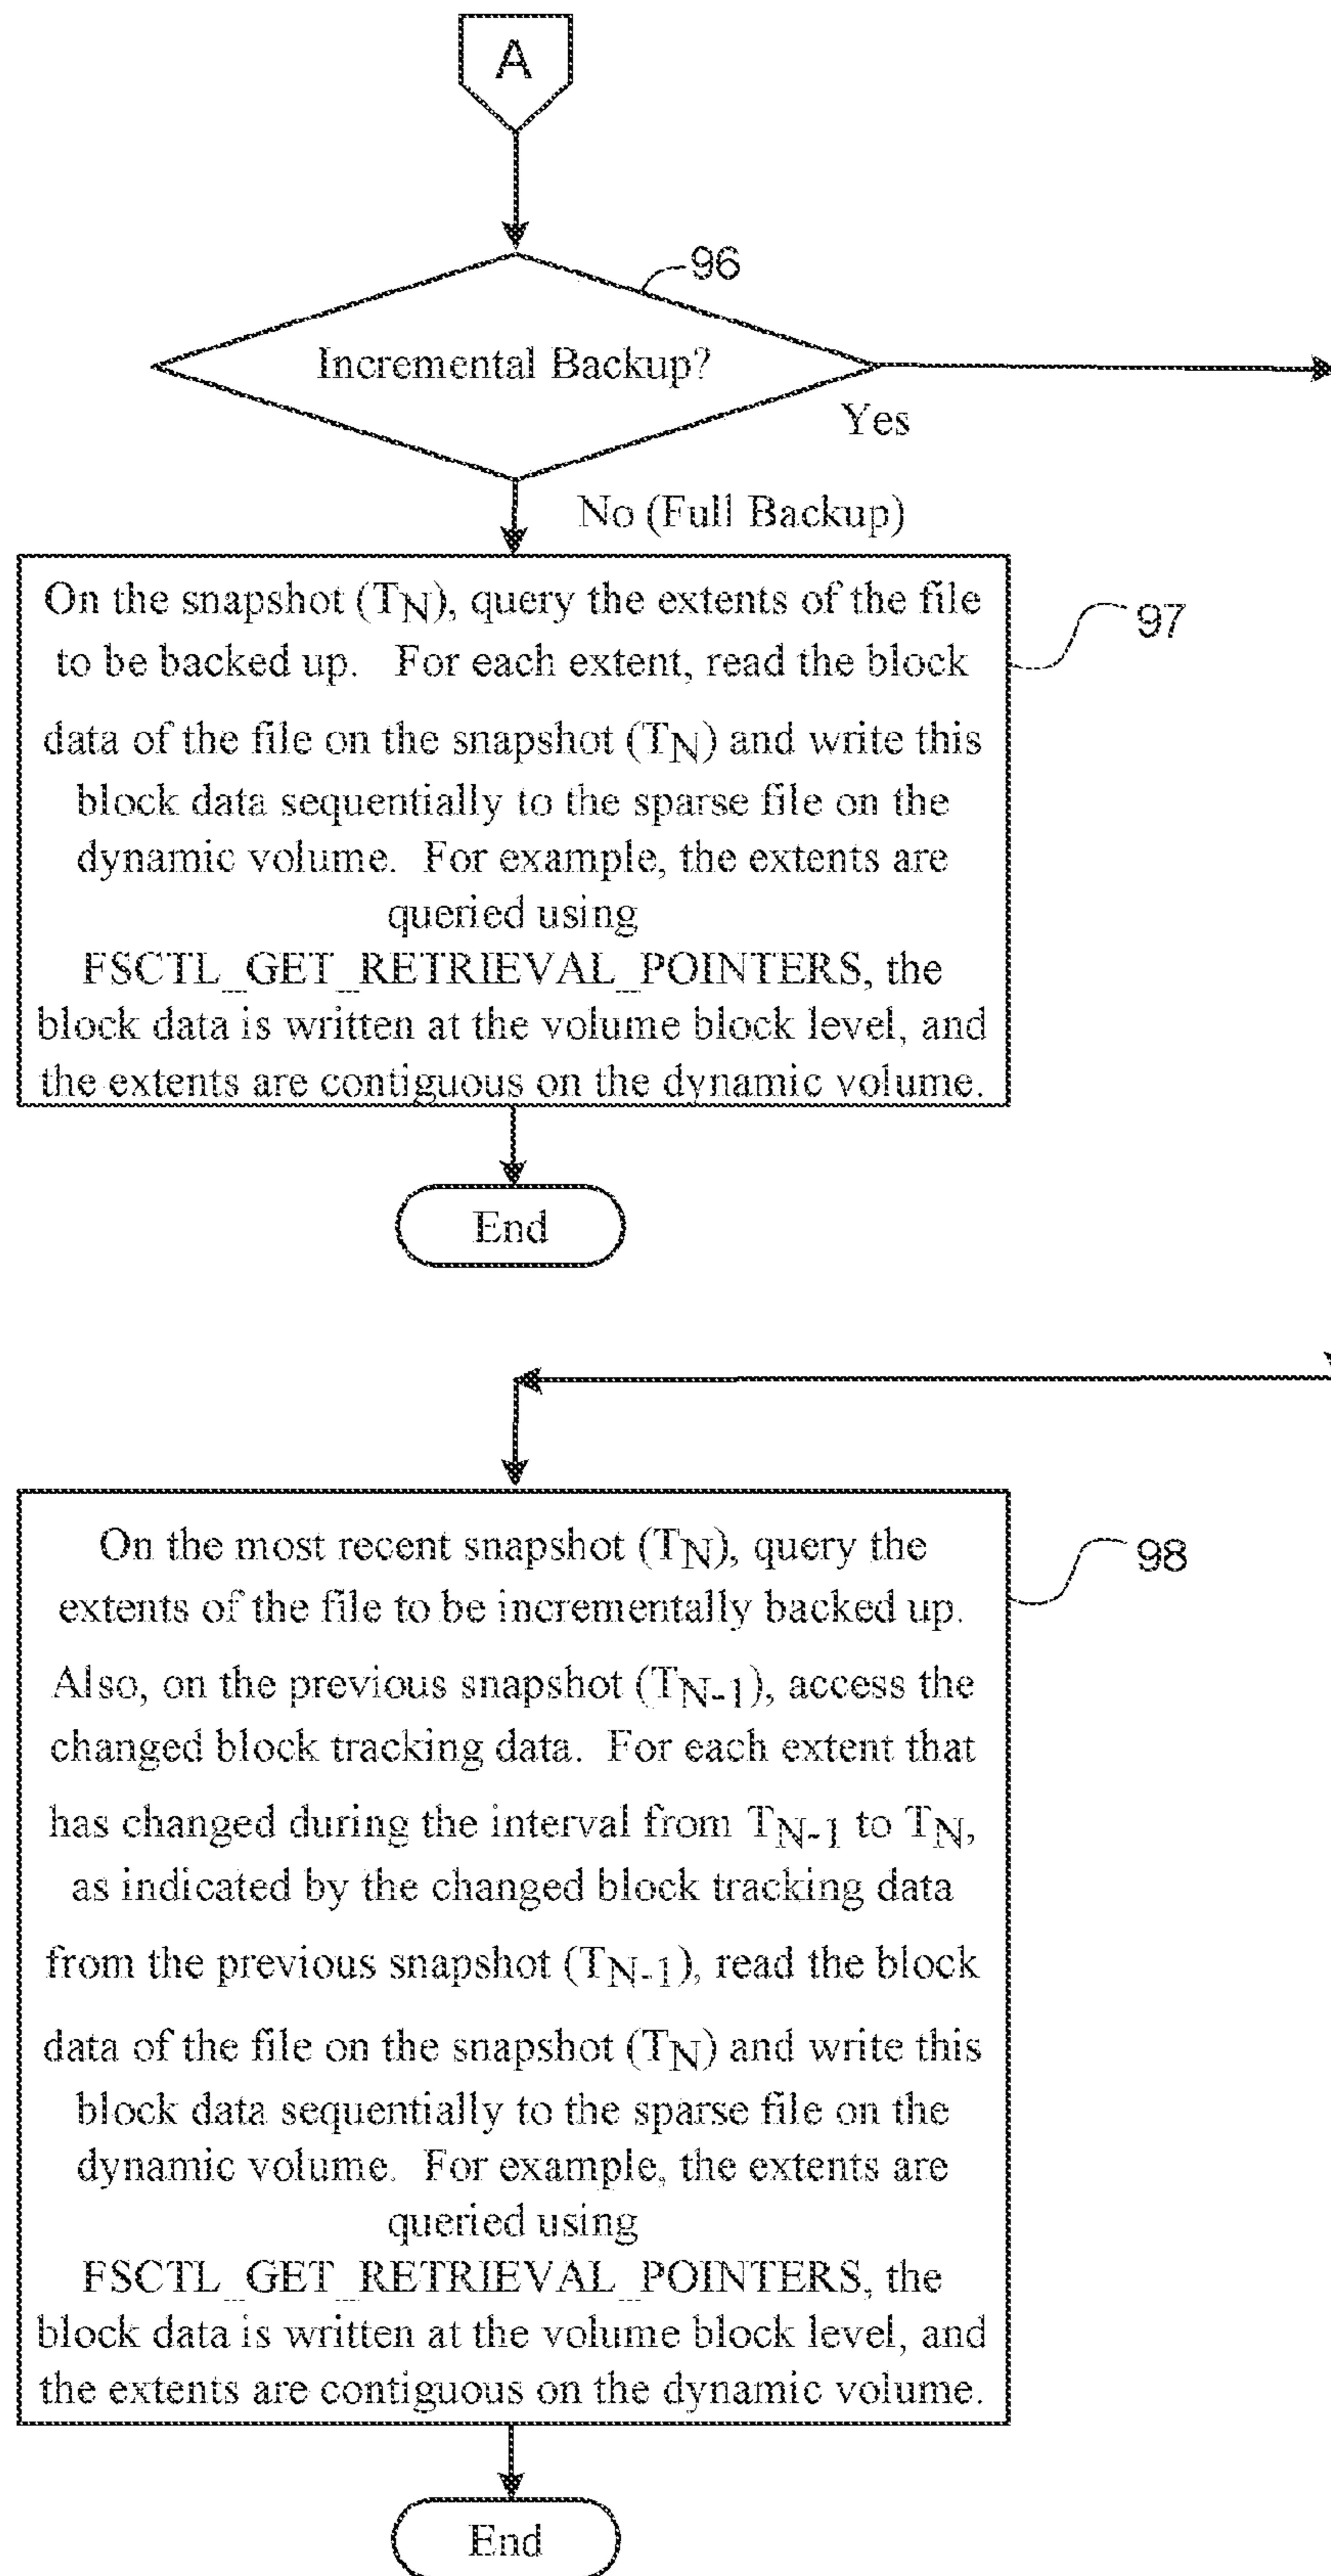 A
96
Incremental Backup?
Yes
No (Full Backup)
On the snapshot (TN), query the extents of the file
to be backed up. For each extent, read the block
data of the file on the snapshot (TN) and write this
block data sequentially to the sparse file on the
dynamic volume. For example, the extents are
queried using
FSCTL_GET_RETRIEVAL_POINTERS, the
block data is written at the volume block level, and
the extents are contiguous on the dynamic volume.
97
End
On the most recent snapshot (TN), query the
extents of the file to be incrementally backed up.
Also, on the previous snapshot (TN-1), access the
changed block tracking data. For each extent that
has changed during the interval from TN-1 to TN,
as indicated by the changed block tracking data
from the previous snapshot (TN-1), read the block
data of the file on the snapshot (TN) and write this
block data sequentially to the sparse file on the
dynamic volume. For example, the extents are
queried using
FSCTL_GET_RETRIEVAL_POINTERS, the
block data is written at the volume block level, and
the extents are contiguous on the dynamic volume.
98
End